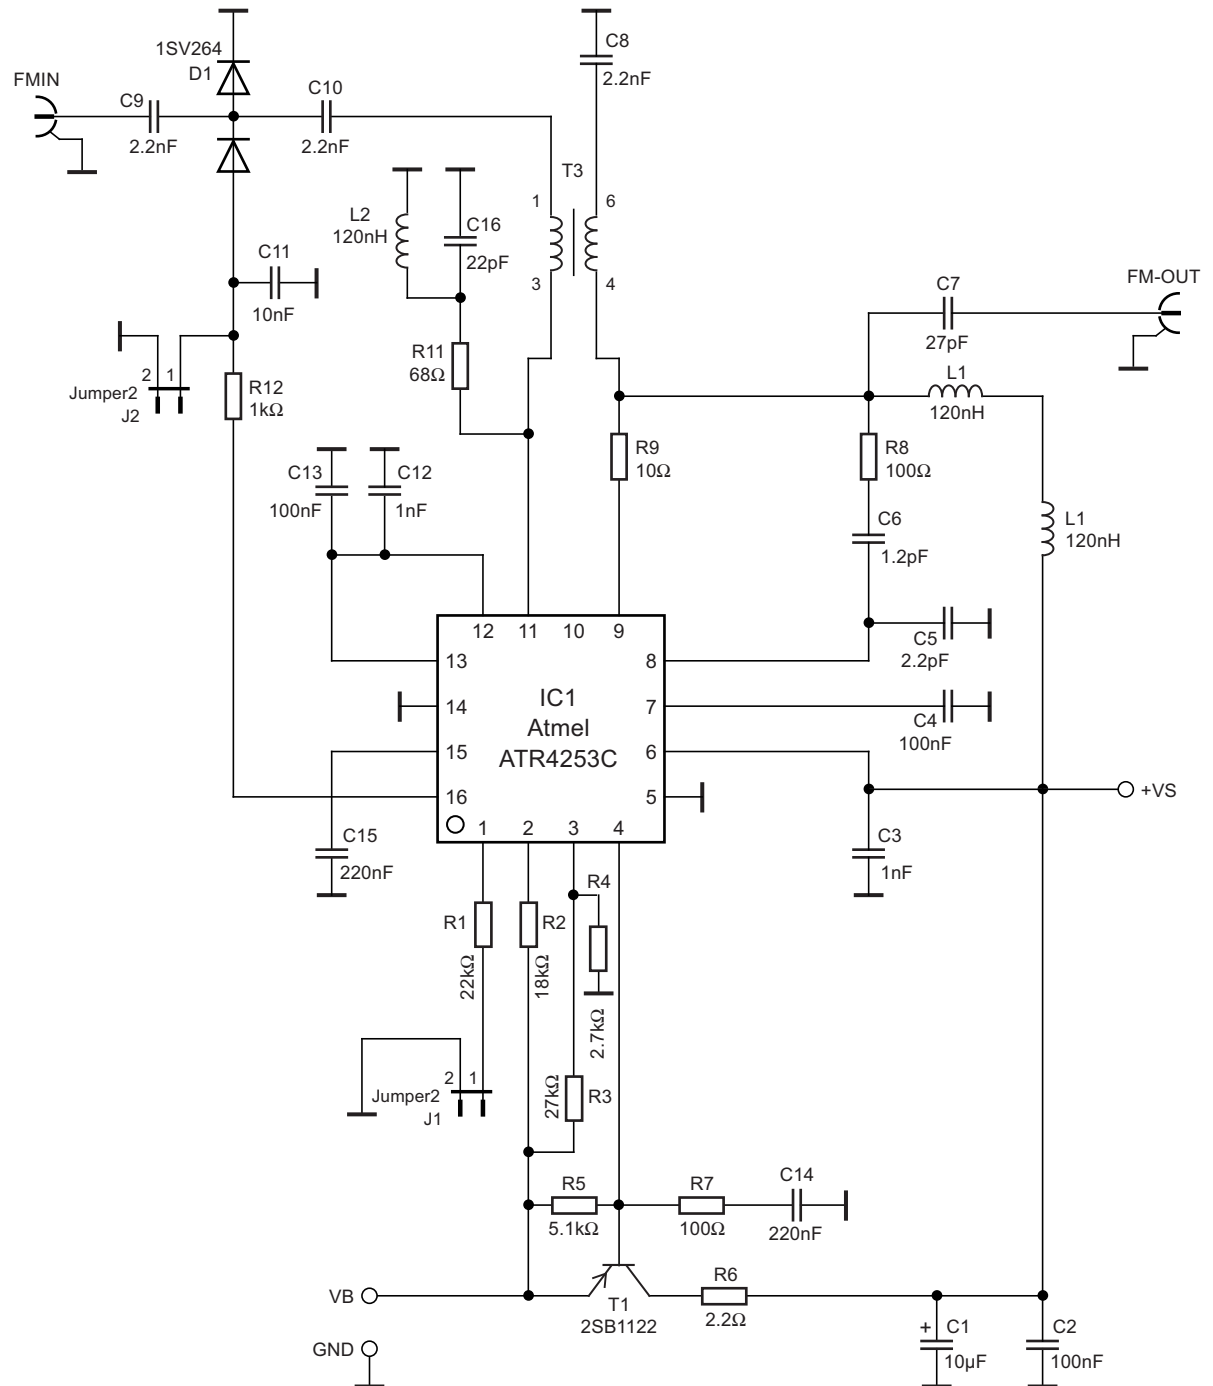 C8
2.2nF
1SV264
D1
FMIN
C9
2.2nF
C10
2.2nF
T3
1
6
3
4
L2
120nH
C16
22pF
C11
10nF
FM-OUT
C7
27pF
R11
68Ω
2 1
Jumper2
J2
R12
1kΩ
L1
120nH
R9
10Ω
R8
100Ω
C13
100nF
C12
1nF
C6
1.2pF
L1
120nH
12 11 10 9
13
14
15
16
8
7
6
5
IC1
Atmel
ATR4253C
1 2 3 4
C5
2.2pF
C4
100nF
+VS
C15
220nF
C3
1nF
R1
22kΩ
R2
18kΩ
R4
2.7kΩ
27kΩ
R3
2 1
Jumper2
J1
R5
5.1kΩ
R7
100Ω
C14
220nF
VB
T1
2SB1122
R6
2.2Ω
GND
+
C1
10µF
C2
100nF